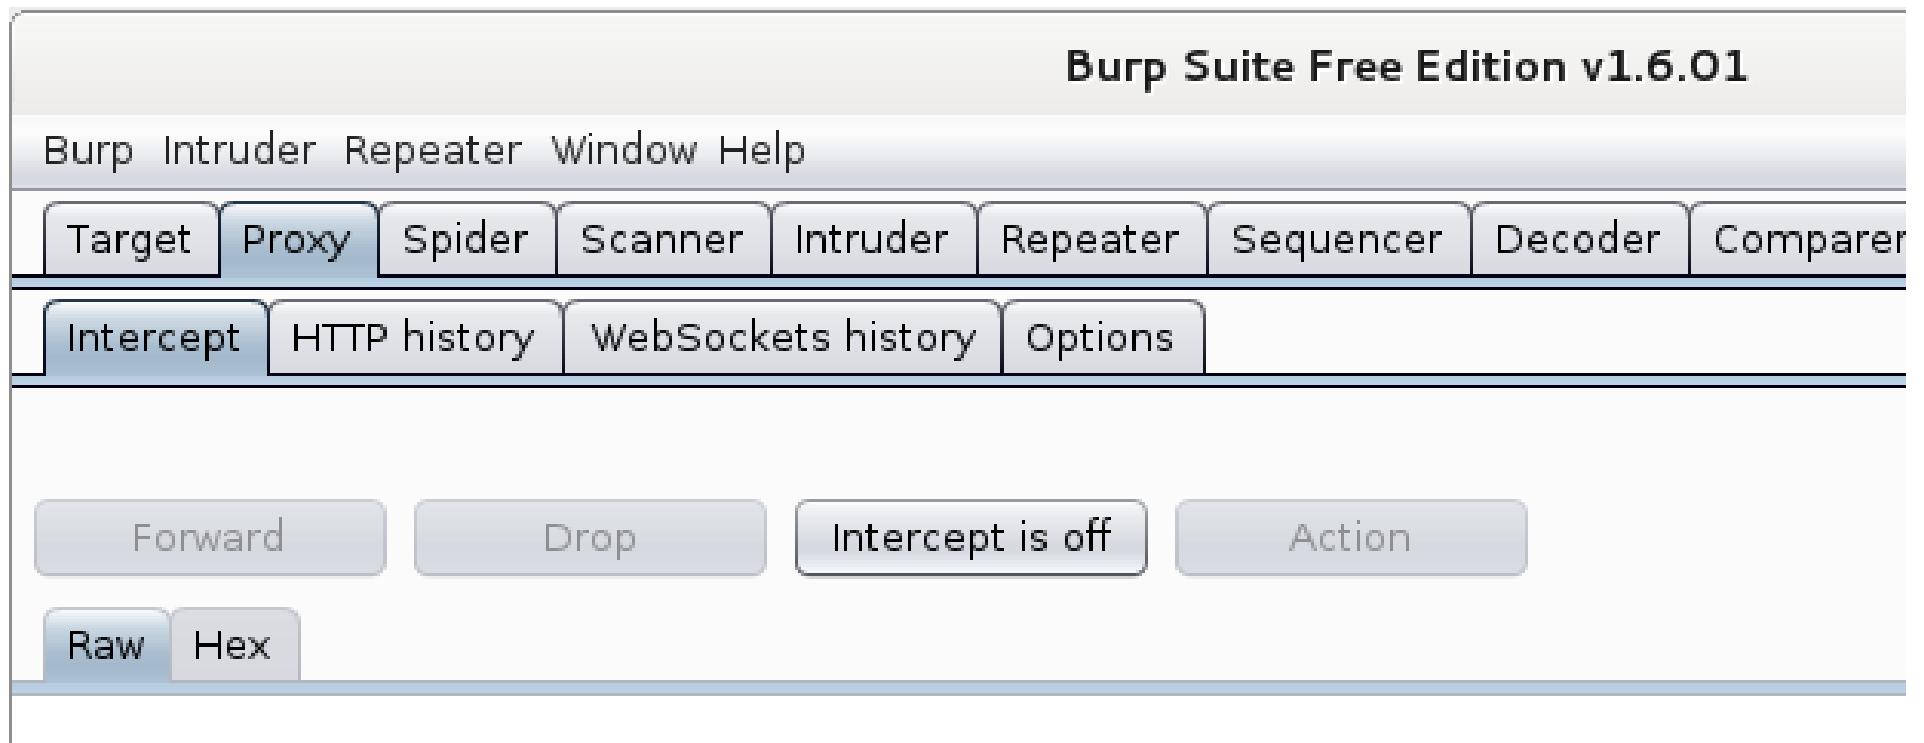 Burp Suite Free Edition v1.6.01
Burp Intruder Repeater Window Help
Target Proxy Spider Scanner Intruder Repeater Sequencer Decoder Comparer
Intercept HTTP history WebSockets history Options
Forward Drop Intercept is off Action
Raw Hex